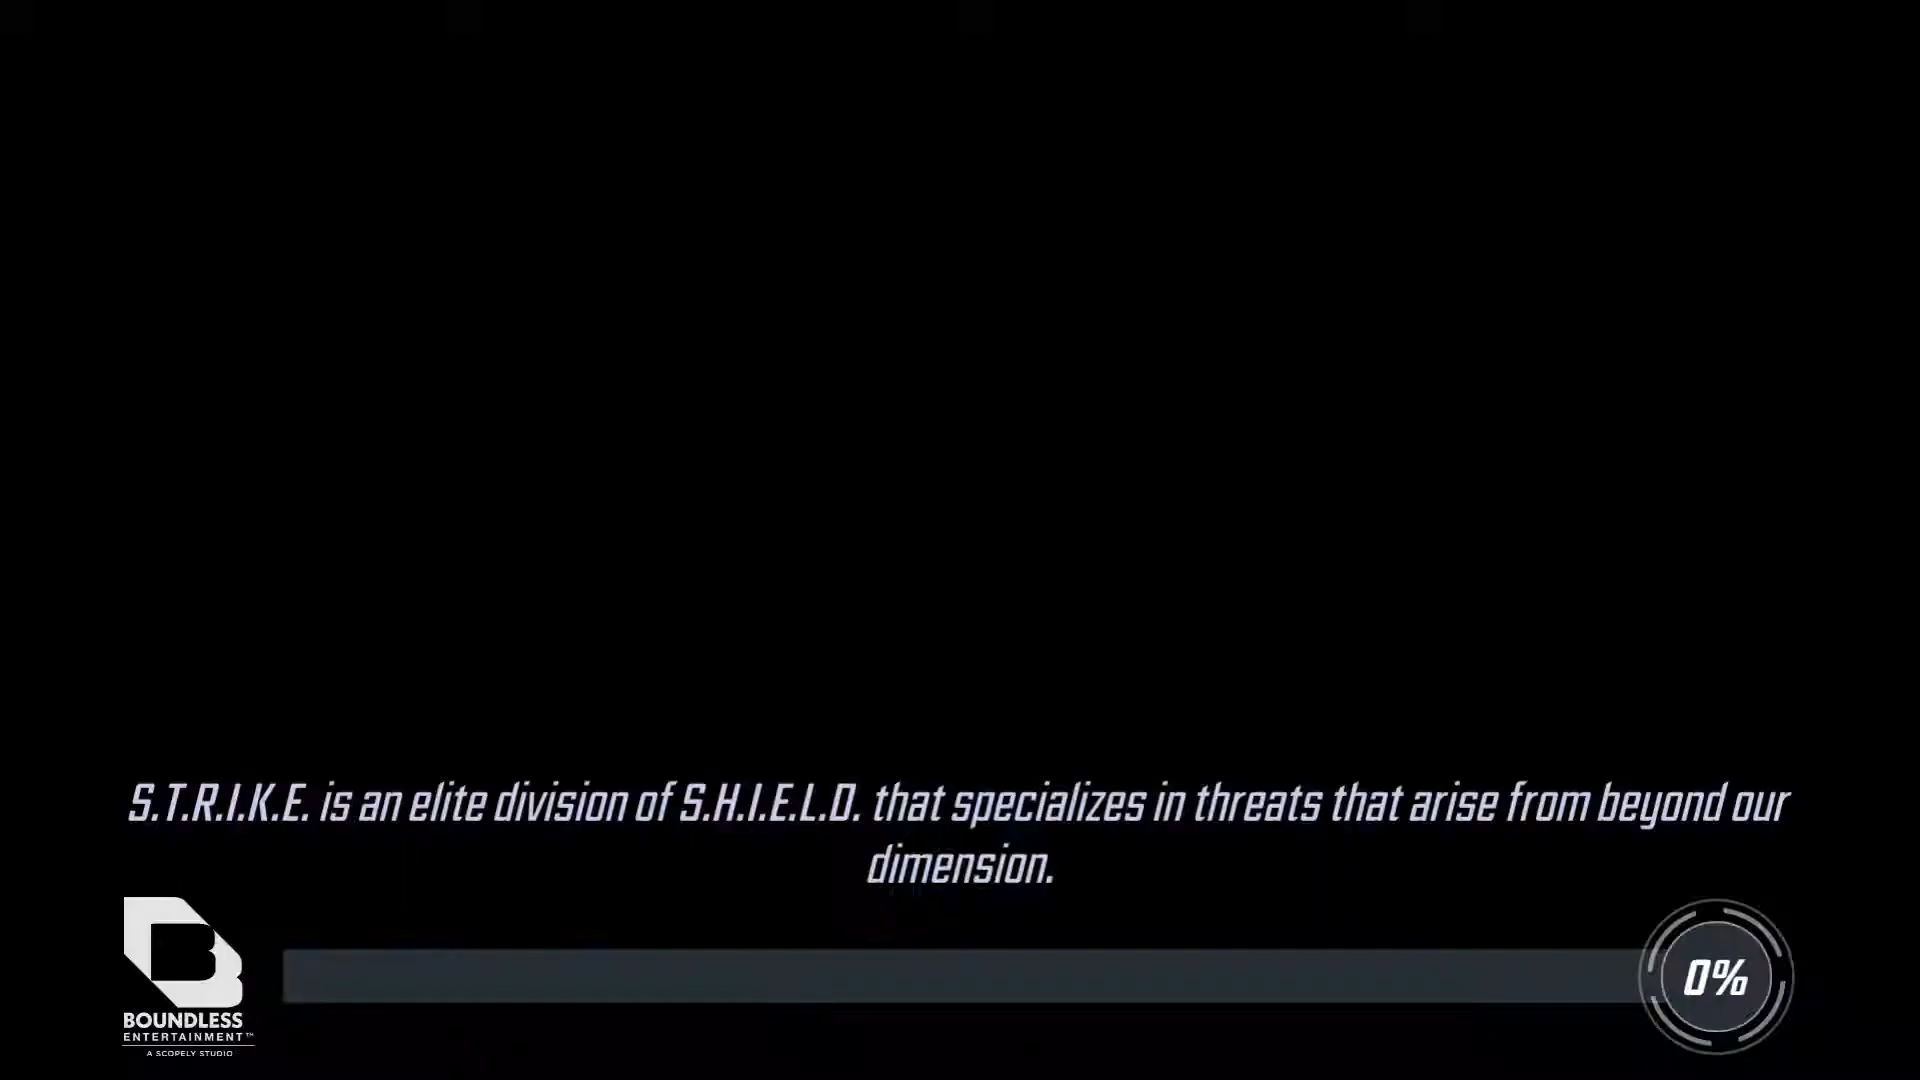 S.T.R.I.K.E. is an elite division of S.H.I.E.L.D. that specializes in threats that arise from beyond our
dimension.
0%
BOUNDLESS
ENTERTAINMENT™
A SCOPELY STUDIO